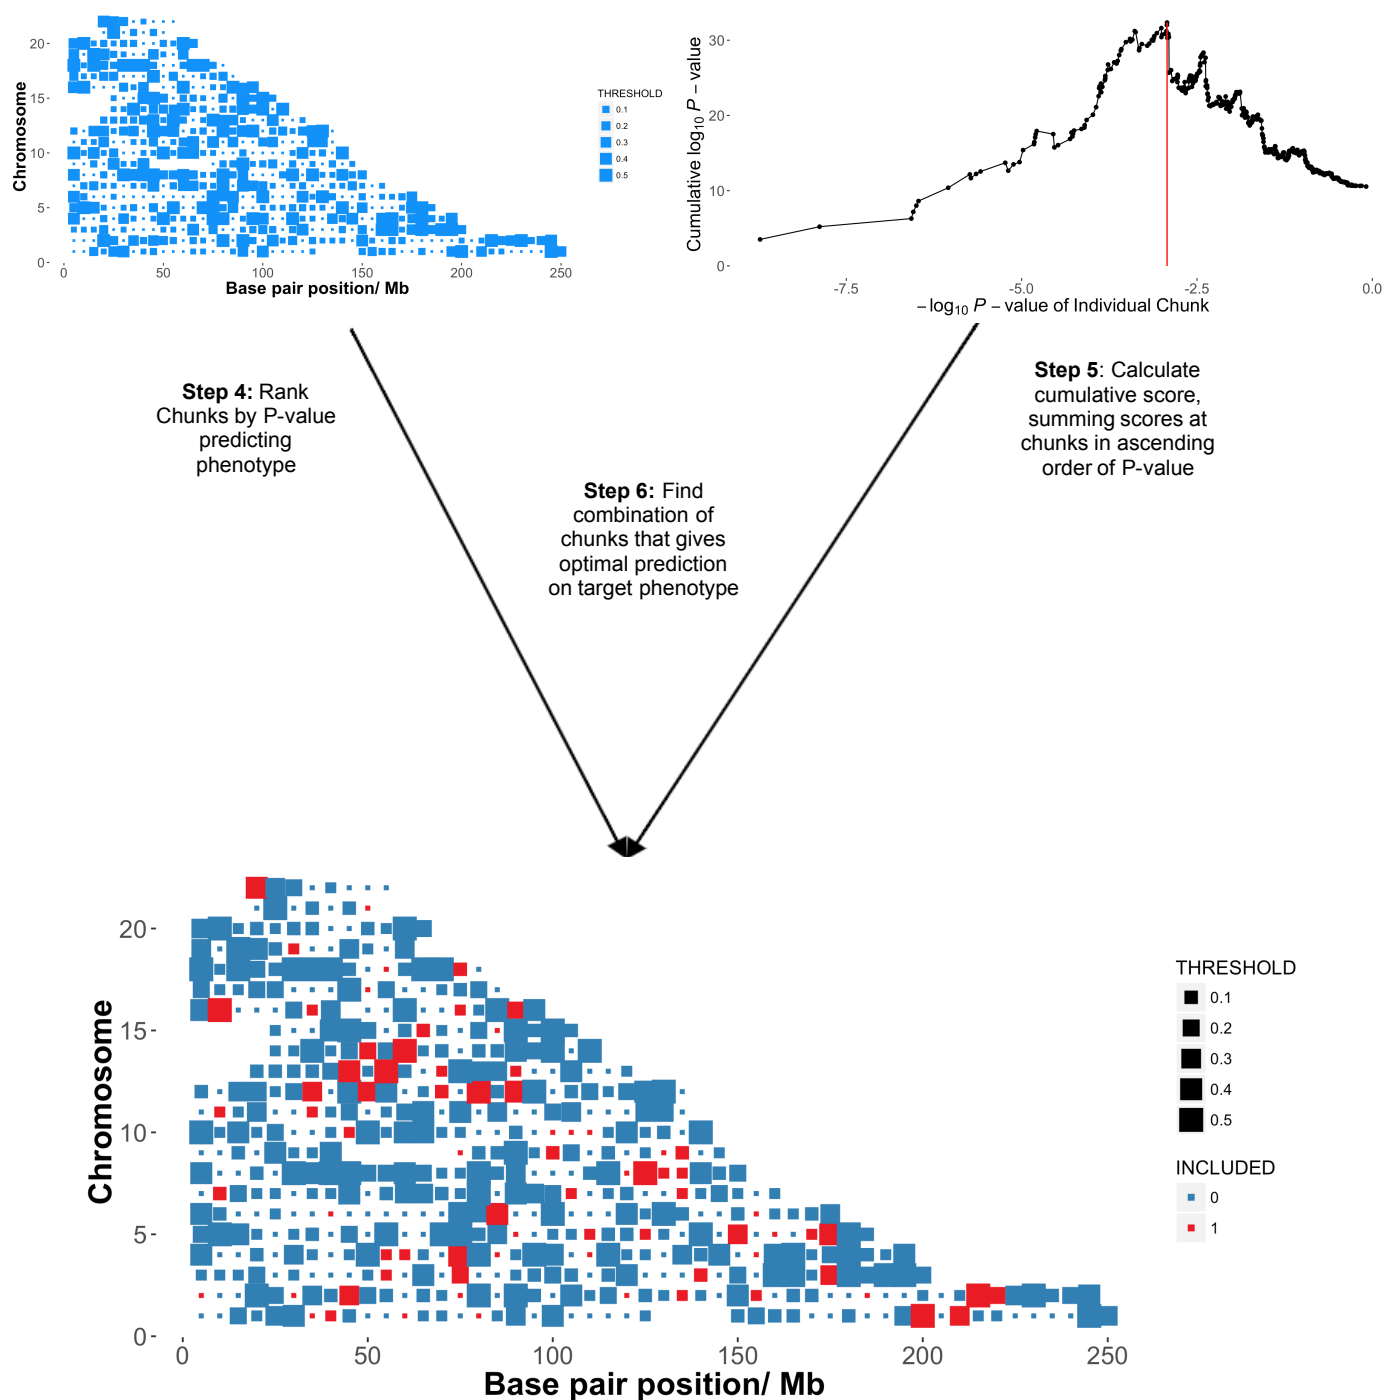 20-
15-
10-
5-
0-
Chromosome
0
50
100
150
200
250
Base pair position/ Mb
THRESHOLD
0.1
0.2
0.3
0.4
0.5
30-
20-
10-
0-
Cumulative log10 P – value
-7.5
-5.0
-2.5
0.0
– log10 P – value of Individual Chunk
Step 4: Rank
Chunks by P-value
predicting
phenotype
Step 5: Calculate
cumulative score,
summing scores at
chunks in ascending
order of P-value
Step 6: Find
combination of
chunks that gives
optimal prediction
on target phenotype
20-
15-
10-
5-
0-
Chromosome
0
50
100
150
200
250
Base pair position/ Mb
THRESHOLD
0.1
0.2
0.3
0.4
0.5
INCLUDED
0
1